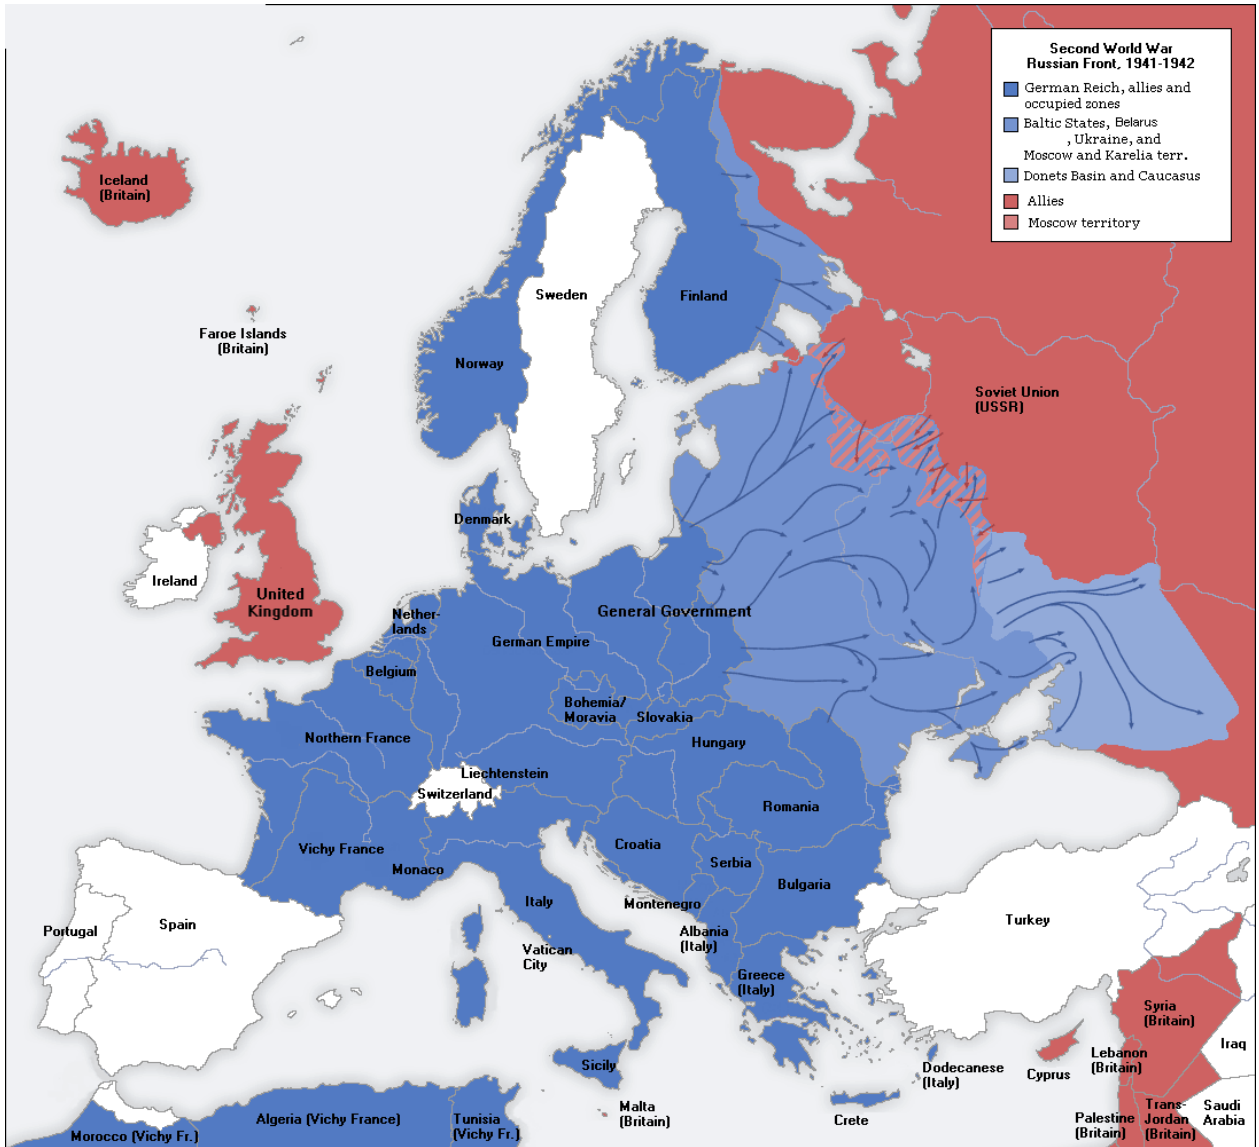 Second World War
Russian Front, 1941-1942
German Reich, allies and
occupied zones
Baltic States, Belarus
, Ukraine, and
Moscow and Karelia terr.
Donets Basin and Caucasus
Allies
Moscow territory
Iceland
(Britain)
Faroe Islands
(Britain)
Sweden
Finland
Norway
Soviet Union
(USSR)
Denmark
Ireland
United
Kingdom
Nether-
lands
General Government
German Empire
Belgium
Bohemia/
Moravia
Slovakia
Northern France
Hungary
Liechtenstein
Switzerland
Romania
Vichy France
Croatia
Serbia
Monaco
Bulgaria
Italy
Montenegro
Portugal
Spain
Turkey
Albania
(Italy)
Vatican
City
Greece
(Italy)
Syria
(Britain)
Iraq
Sicily
Dodecanese
(Italy)
Cyprus
Lebanon
(Britain)
Malta
(Britain)
Crete
Algeria (Vichy France)
Tunisia
(Vichy Fr.)
Morocco (Vichy Fr.)
Palestine
(Britain)
Trans-
Jordan
(Britain)
Saudi
Arabia